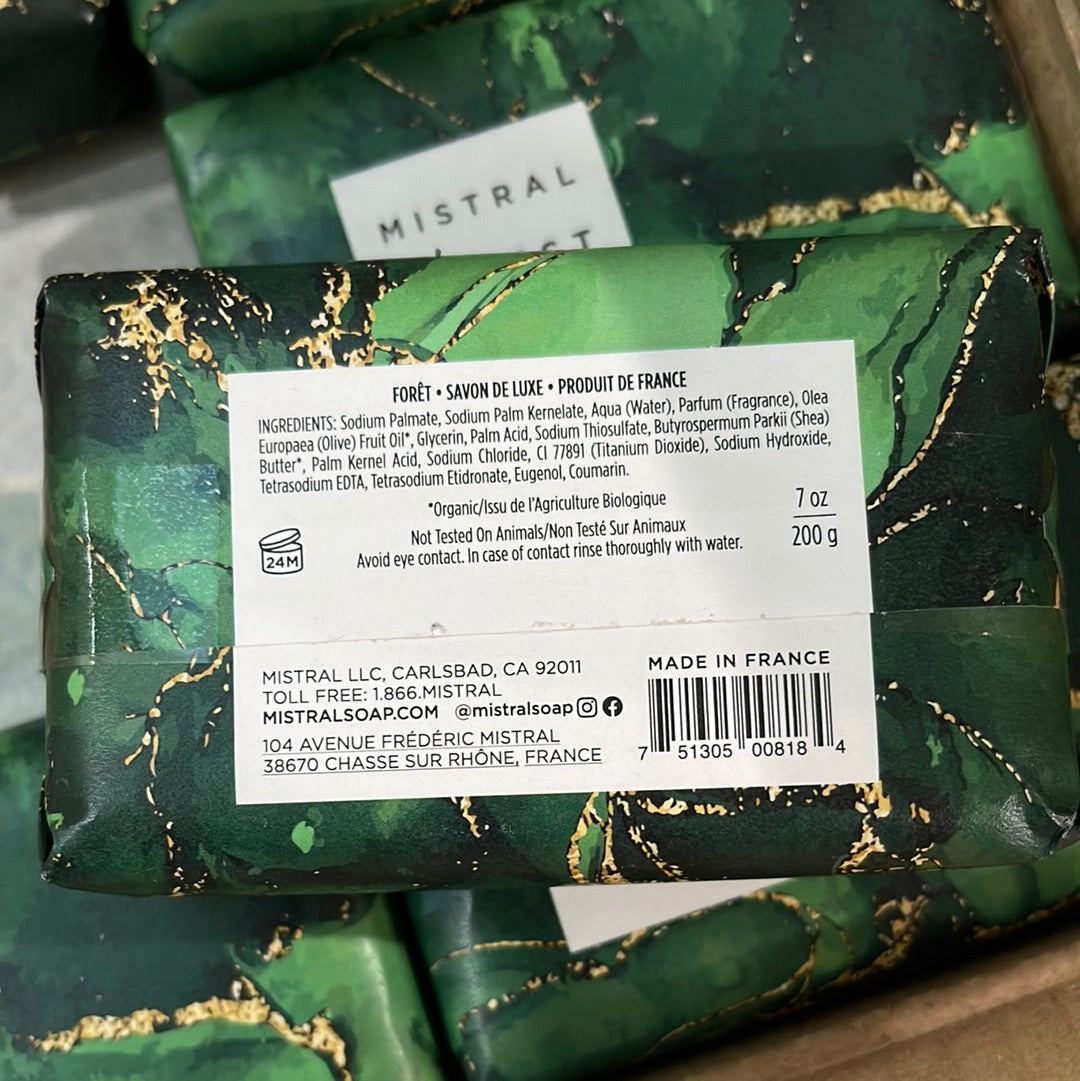 MISTRAL
FORÊT • SAVON DE LUXE • PRODUIT DE FRANCE
INGREDIENTS: Sodium Palmate, Sodium Palm Kernelate, Aqua (Water), Parfum (Fragrance), Olea
Europaea (Olive) Fruit Oil*, Glycerin, Palm Acid, Sodium Thiosulfate, Butyrospermum Parkii (Shea)
Butter*, Palm Kernel Acid, Sodium Chloride, CI 77891 (Titanium Dioxide), Sodium Hydroxide,
Tetrasodium EDTA, Tetrasodium Etidronate, Eugenol, Coumarin.
*Organic/Issu de l'Agriculture Biologique
7 oz
200 g
Not Tested On Animals/Non Testé Sur Animaux
Avoid eye contact. In case of contact rinse thoroughly with water.
24M
MISTRAL LLC, CARLSBAD, CA 92011
TOLL FREE: 1.866.MISTRAL
MISTRALSOAP.COM @mistralsoap
104 AVENUE FRÉDÉRIC MISTRAL
38670 CHASSE SUR RHÔNE, FRANCE
MADE IN FRANCE
7 51305 00818 4